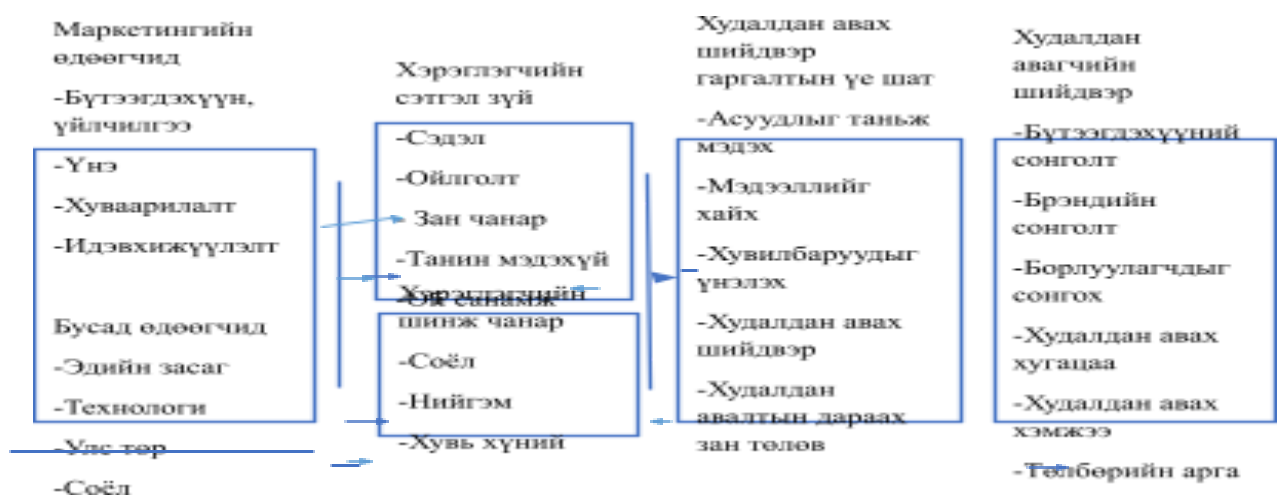 Маркетингийн
өдөөгчид
-Бүтээгдэхүүн,
үйлчилгээ
-Үнэ
-Хуваарилалт
-Идэвхижүүлэлт
Бусад өдөөгчид
-Эдийн засаг
-Технологи
-Улс төр
-Соёл
Хэрэглэгчийн
сэтгэл зүй
-Сэдэл
-Ойлголт
Зан чанар
-Танин мэдэхүй
-Ой санамж
Хэрэглэгчийн
шинж чанар
-Соёл
-Нийгэм
-Хувь хүний
Худалдан авах
шийдвэр
гаргалтын үе шат
-Асуудлыг таньж
мэдэх
-Мэдээллийг
хайх
-Хувилбаруудыг
үнэлэх
-Худалдан авах
шийдвэр
-Худалдан
авалтын дараах
зан төлөв
Худалдан
авагчийн
шийдвэр
-Бүтээгдэхүүний
сонголт
-Брэндийн
сонголт
-Борлуулагчдыг
сонгох
-Худалдан авах
хугацаа
-Худалдан авах
хэмжээ
-Төлбөрийн арга